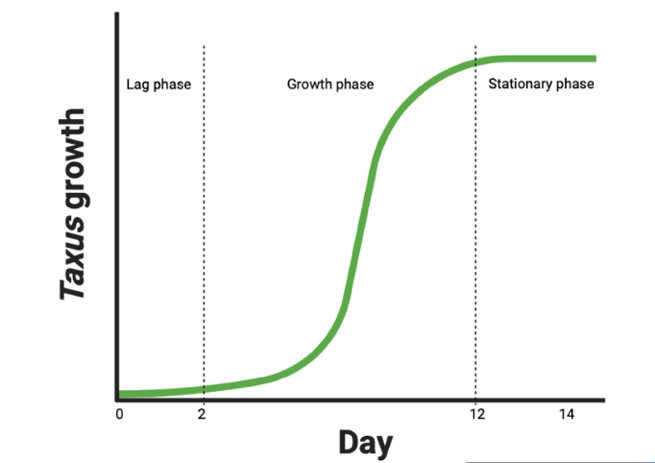 Lag phase
Growth phase
Stationary phase
Taxus growth
0
2
12
14
Day